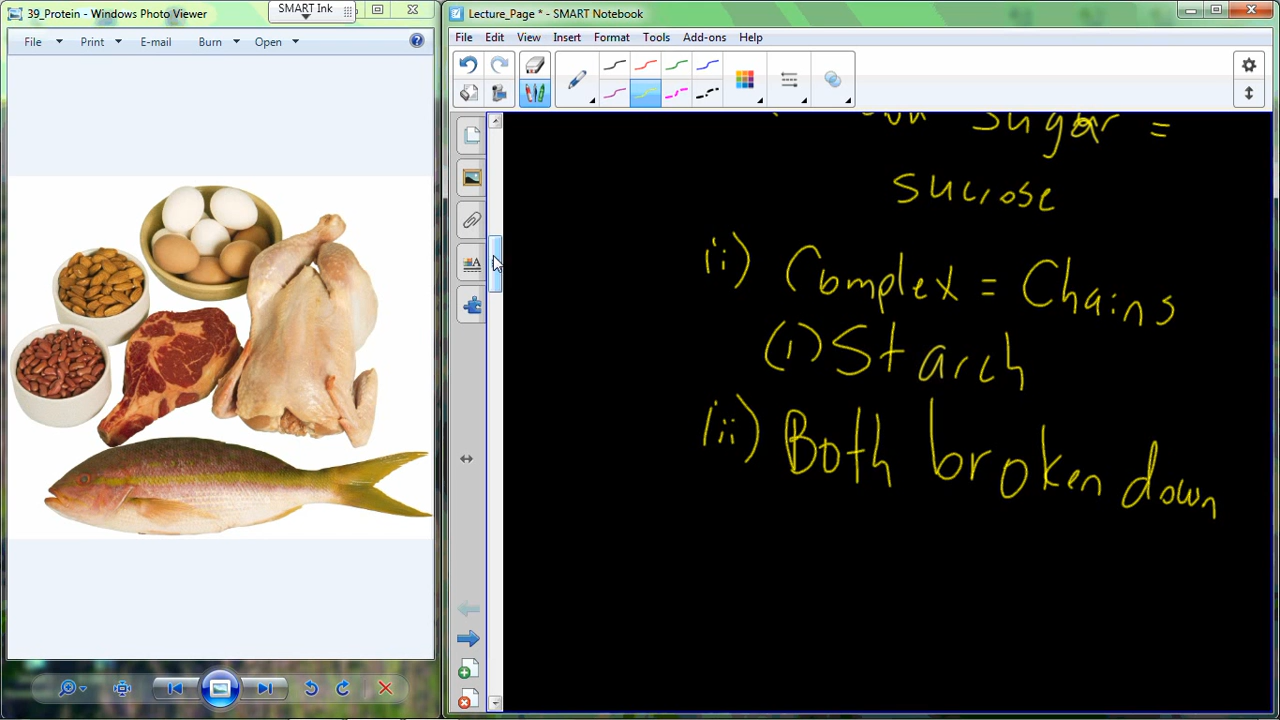 39_Protein - Windows Photo Viewer
SMART Ink
File Print E-mail Burn Open
Lecture_Page * - SMART Notebook
File Edit View Insert Format Tools Add-ons Help
Sugar =
Sucrose
ii) Complex = Chains
(i) Starch
iii) Both broken down